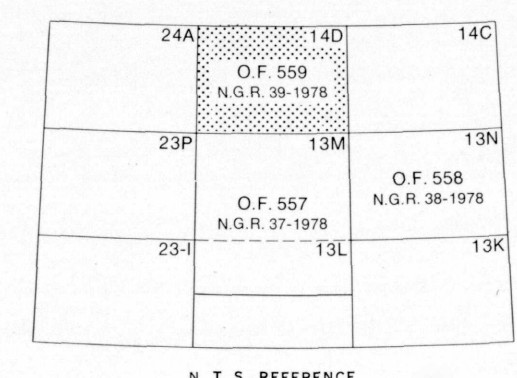 24A 14D 14C
O.F. 559
N.G.R. 39-1978
23P 13M 13N
O.F. 558
N.G.R. 38-1978
O.F. 557
N.G.R. 37-1978
23-I 13L 13K
N. T. S. REFERENCE